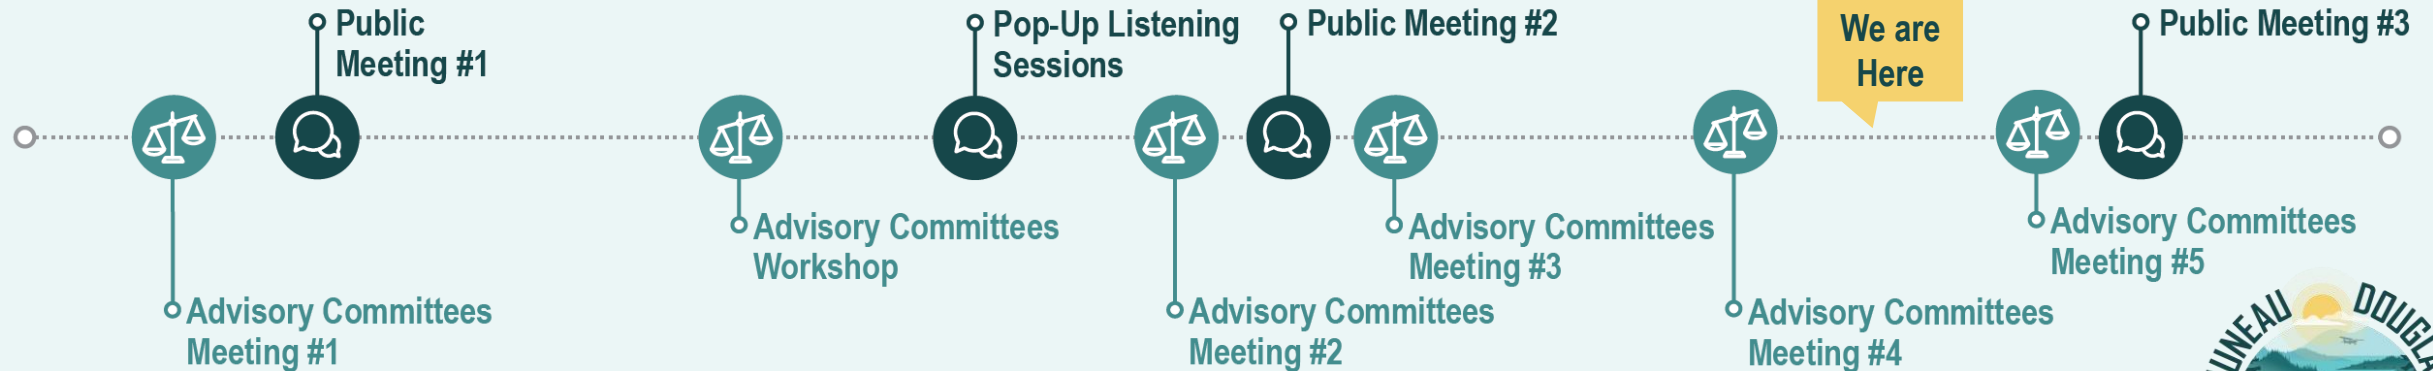 Public
Meeting #1
Pop-Up Listening
Sessions
Public Meeting #2
We are
Here
Public Meeting #3
Advisory Committees
Workshop
Advisory Committees
Meeting #3
Advisory Committees
Meeting #5
Advisory Committees
Meeting #1
Advisory Committees
Meeting #2
Advisory Committees
Meeting #4